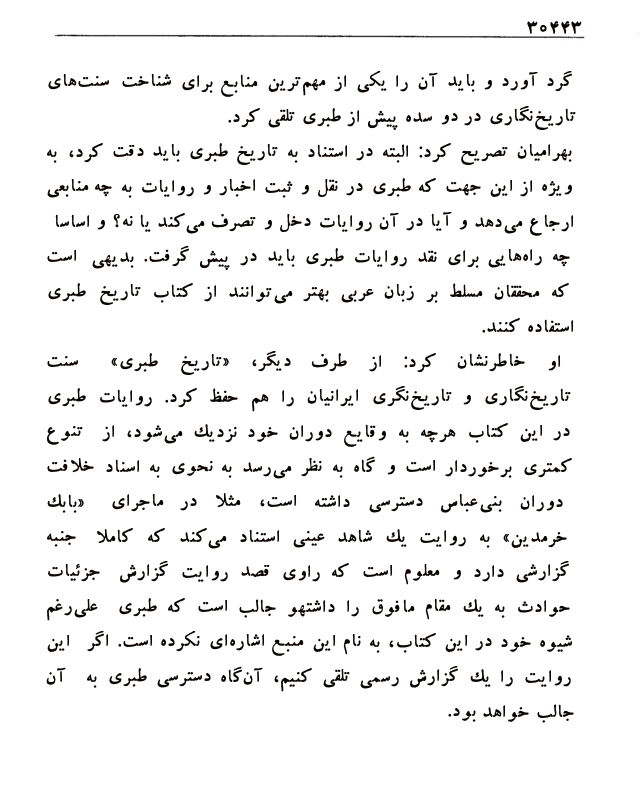 ۳۰۴۴۳
گرد آورد و باید آن را یکی از مهم‌ترین منابع برای شناخت سنت‌های
تاریخ‌نگاری در دو سده پیش از طبری تلقی کرد.
بهرامیان تصریح کرد: البته در استناد به تاریخ طبری باید دقت کرد، به
ویژه از این جهت که طبری در نقل و ثبت اخبار و روایات به چه منابعی
ارجاع می‌دهد و آیا در آن روایات دخل و تصرف می‌کند یا نه؟ و اساسا
چه راه‌هایی برای نقد روایات طبری باید در پیش گرفت. بدیهی است
که محققان مسلط بر زبان عربی بهتر می‌توانند از کتاب تاریخ طبری
استفاده کنند.
او خاطرنشان کرد: از طرف دیگر، «تاریخ طبری» سنت
تاریخ‌نگاری و تاریخ‌نگری ایرانیان را هم حفظ کرد. روایات طبری
در این کتاب هرچه به وقایع دوران خود نزدیك می‌شود، از تنوع
کمتری برخوردار است و گاه به نظر می‌رسد به نحوی به اسناد خلافت
دوران بنی‌عباس دسترسی داشته است، مثلا در ماجرای «بابك
خرمدین» به روایت یك شاهد عینی استناد می‌کند که کاملا جنبه
گزارشی دارد و معلوم است که راوی قصد روایت گزارش جزئیات
حوادث به یك مقام مافوق را داشتهو جالب است که طبری علی‌رغم
شیوه خود در این کتاب، به نام این منبع اشاره‌ای نکرده است. اگر این
روایت را یك گزارش رسمی تلقی کنیم، آن‌گاه دسترسی طبری به آن
جالب خواهد بود.